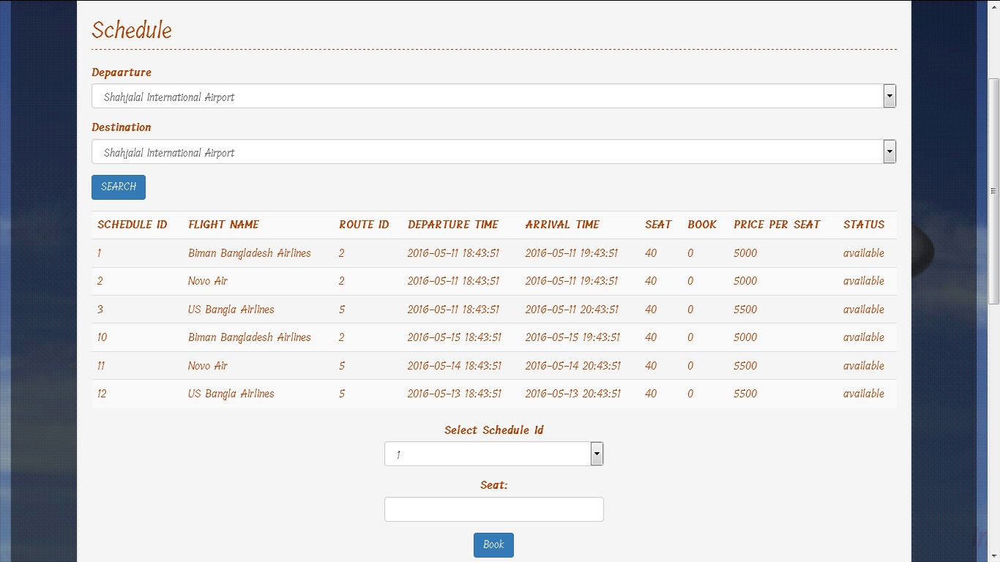 Schedule
Depaarture
Shahjalal International Airport
Destination
Shahjalal International Airport
SEARCH
SCHEDULE ID FLIGHT NAME ROUTE ID DEPARTURE TIME ARRIVAL TIME SEAT BOOK PRICE PER SEAT STATUS
1 Biman Bangladesh Airlines 2 2016-05-11 18:43:51 2016-05-11 19:43:51 40 0 5000 available
2 Novo Air 2 2016-05-11 18:43:51 2016-05-11 19:43:51 40 0 5000 available
3 US Bangla Airlines 5 2016-05-11 18:43:51 2016-05-11 20:43:51 40 0 5500 available
10 Biman Bangladesh Airlines 2 2016-05-15 18:43:51 2016-05-15 19:43:51 40 0 5000 available
11 Novo Air 5 2016-05-14 18:43:51 2016-05-14 20:43:51 40 0 5500 available
12 US Bangla Airlines 5 2016-05-13 18:43:51 2016-05-13 20:43:51 40 0 5500 available
Select Schedule Id
1
Seat:
Book